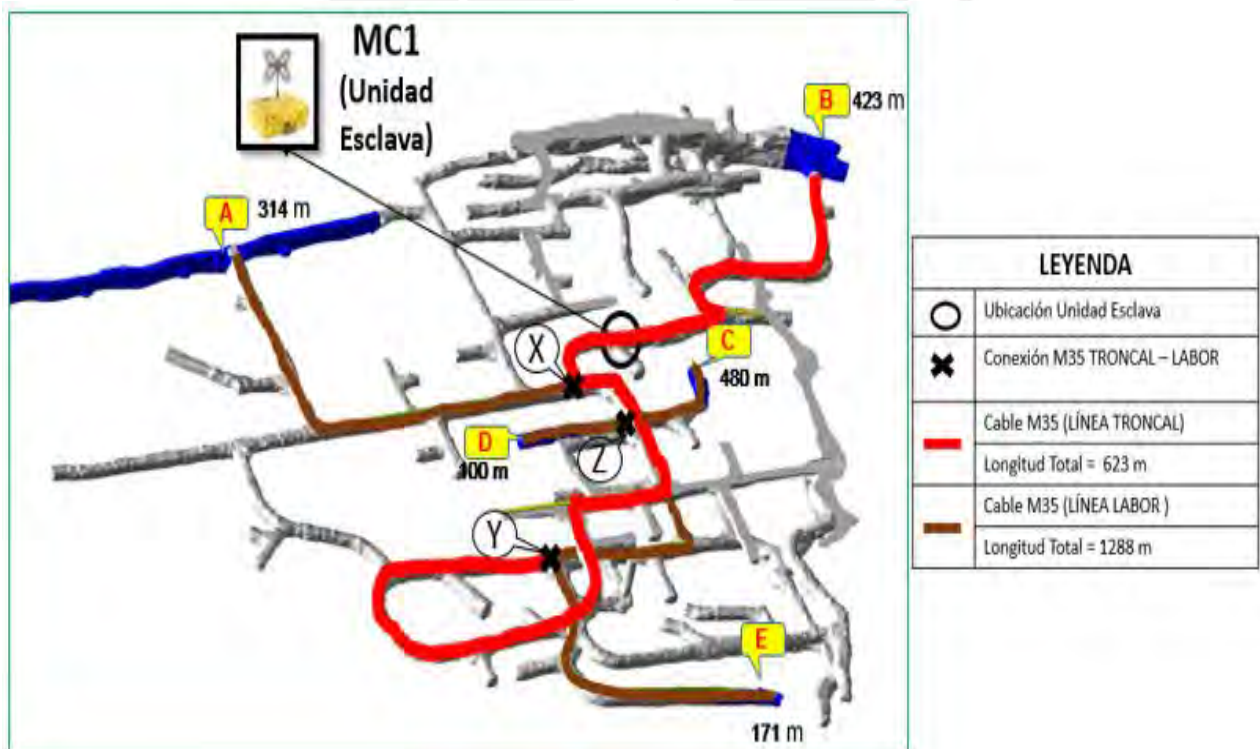 MC1
(Unidad
Esclava)
B 423 m
A 314 m
X
C
480 m
D
100 m
Z
Y
E
171 m
LEYENDA
Ubicación Unidad Esclava
Conexión M35 TRONCAL – LABOR
Cable M35 (LÍNEA TRONCAL)
Longitud Total = 623 m
Cable M35 (LÍNEA LABOR )
Longitud Total = 1288 m